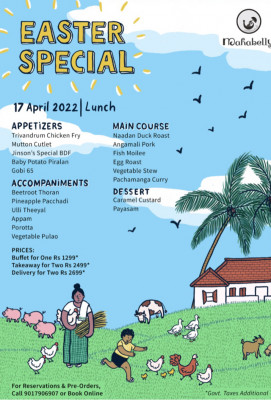 Mahabelly
EASTER
SPECIAL
17 April 2022 | Lunch
APPETIZERS
Trivandrum Chicken Fry
Mutton Cutlet
Jinson's Special BDF
Baby Potato Piralan
Gobi 65
ACCOMPANIMENTS
Beetroot Thoran
Pineapple Pacchadi
Ulli Theeyal
Appam
Porotta
Vegetable Pulao
MAIN COURSE
Naadan Duck Roast
Angamali Pork
Fish Moilee
Egg Roast
Vegetable Stew
Pachamanga Curry
DESSERT
Caramel Custard
Payasam
PRICES:
Buffet for One Rs 1299*
Takeaway for Two Rs 2499*
Delivery for Two Rs 2699*
For Reservations & Pre-Orders,
Call 9017906907 or Book Online
*Govt. Taxes Additional